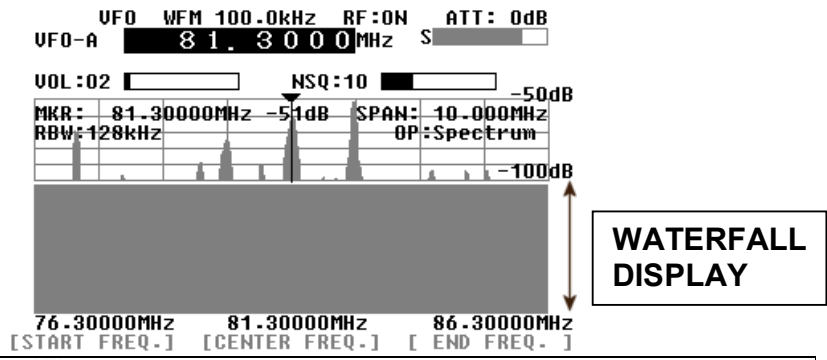 VFO WFM 100.0kHz RF:ON ATT: 0dB
VFO-A 81. 3000MHz S
VOL:02 NSQ:10
-50dB
MKR: 81.30000MHz -51dB SPAN: 10.000MHz
RBW:128kHz OP:Spectrum
-100dB
WATERFALL
DISPLAY
76.30000MHz 81.30000MHz 86.30000MHz
[START FREQ.] [CENTER FREQ.] [ END FREQ. ]